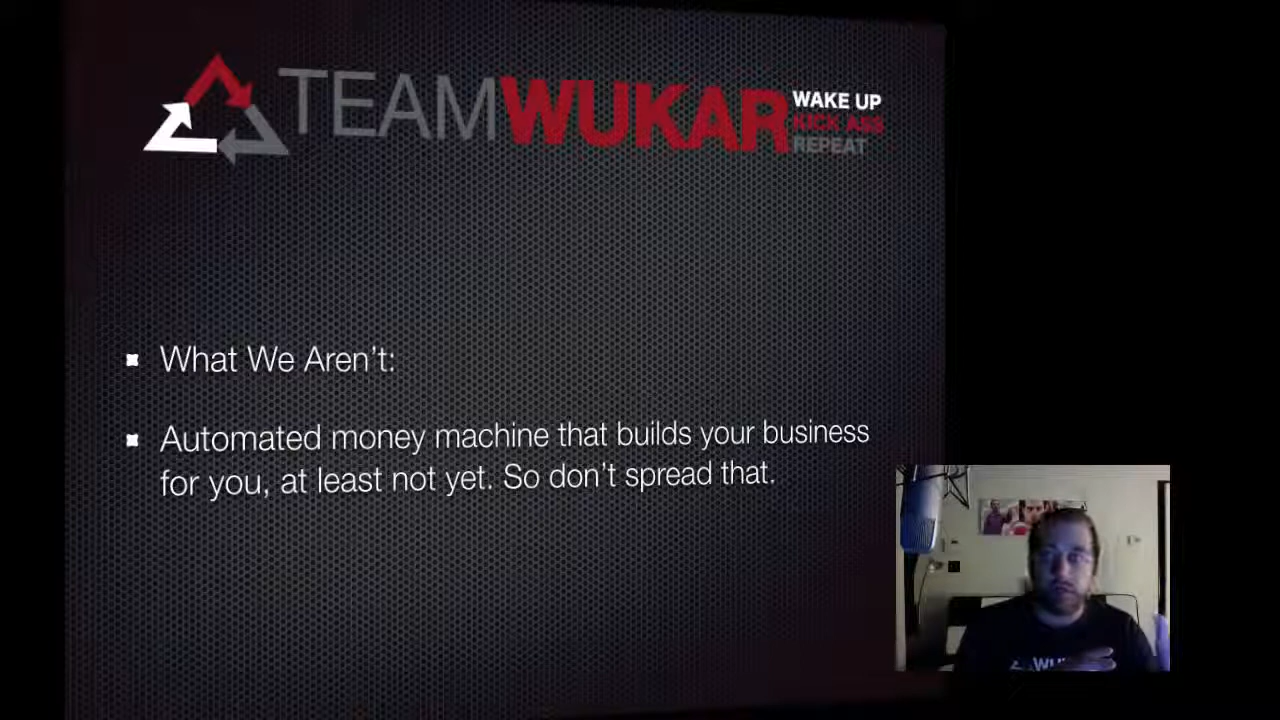 TEAMWUKAR
WAKE UP
KICK ASS
REPEAT
What We Aren't:
Automated money machine that builds your business
for you, at least not yet. So don't spread that.
WU